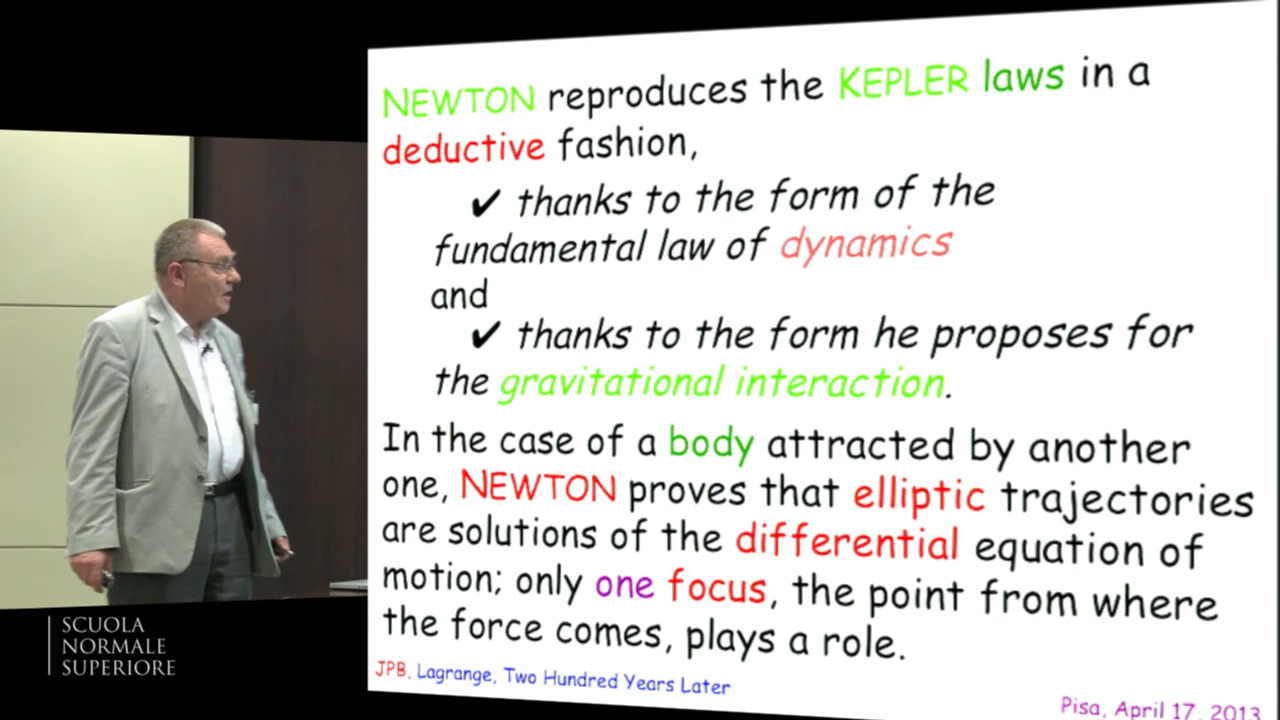 NEWTON reproduces the KEPLER laws in a
deductive fashion,
✔ thanks to the form of the
fundamental law of dynamics
and
✔ thanks to the form he proposes for
the gravitational interaction.
In the case of a body attracted by another
one, NEWTON proves that elliptic trajectories
are solutions of the differential equation of
motion; only one focus, the point from where
the force comes, plays a role.
JPB, Lagrange, Two Hundred Years Later
Pisa, April 17, 2013
SCUOLA
NORMALE
SUPERIORE